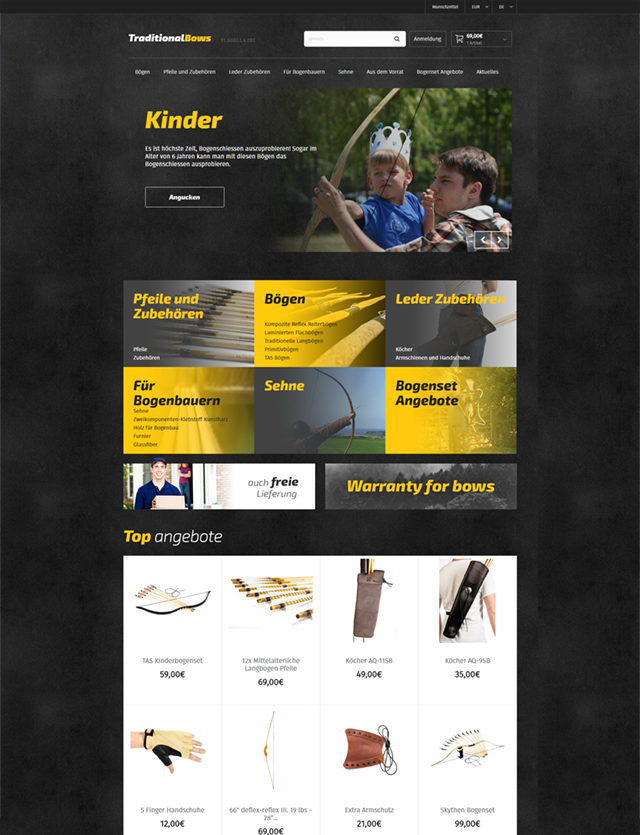 Wunschzettel EUR DE
TraditionalBows
Anmeldung
69,00€
1 Artikel
Bögen Pfeile und Zubehören Leder Zubehören Für Bogenbauern Sehne Aus dem Vorrat Bogenset Angebote Aktuelles
Kinder
Es ist höchste Zeit, Bogenschiessen auszuprobieren! Sogar im
Alter von 6 Jahren kann man mit diesen Bögen das
Bogenschiessen ausprobieren.
Angucken
Pfeile und
Zubehören
Pfeile
Zubehören
Bögen
Kompozite Reflex Reiterbögen
Laminierten Flachbögen
Traditionelle Langbögen
Primitivbögen
TAS Bögen
Leder Zubehören
Köcher
Armschienen und Handschuhe
Für
Bogenbauern
Sehne
Zweikomponenten-Klebstoff Kunstharz
Holz für Bogenbau
Furnier
Glassfiber
Sehne
Bogenset
Angebote
auch freie
Lieferung
Warranty for bows
Top angebote
TAS Kinderbogenset
59,00€
12x Mittelalterliche
Langbogen Pfeile
69,00€
Köcher AQ-115B
49,00€
Köcher AQ-95B
35,00€
5 Finger Handschuhe
12,00€
66" deflex-reflex III. 19 lbs –
28"...
69,00€
Extra Armschutz
21,00€
Skythen Bogenset
99,00€